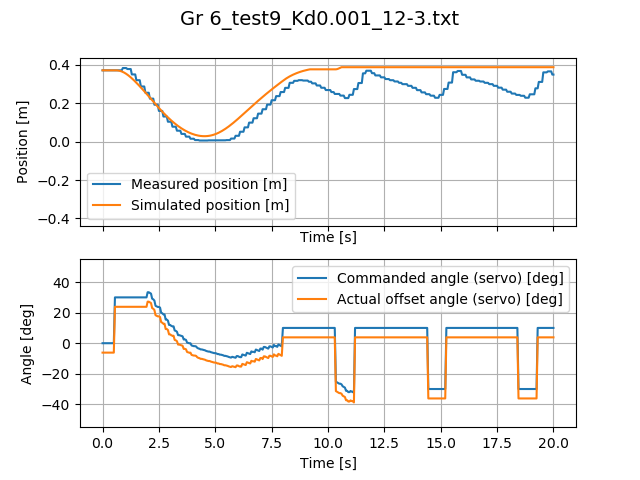 Gr 6_test9_Kd0.001_12-3.txt
0.4
0.2
0.0
−0.2
−0.4
Position [m]
Measured position [m]
Simulated position [m]
Time [s]
40
20
0
−20
−40
Angle [deg]
Commanded angle (servo) [deg]
Actual offset angle (servo) [deg]
0.0 2.5 5.0 7.5 10.0 12.5 15.0 17.5 20.0
Time [s]